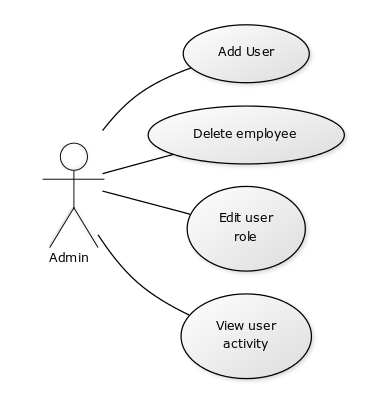 Add User
Delete employee
Edit user
role
Admin
View user
activity